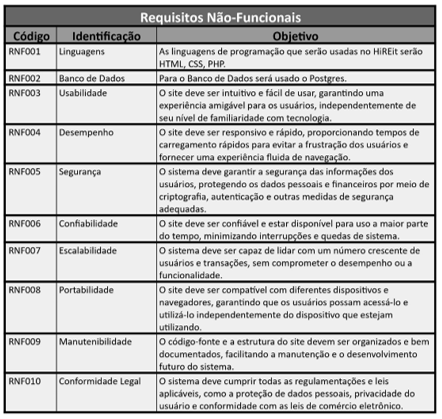 Requisitos Não-Funcionais
Código Identificação Objetivo
RNF001 Linguagens As linguagens de programação que serão usadas no HiREit serão
HTML, CSS, PHP.
RNF002 Banco de Dados Para o Banco de Dados será usado o Postgres.
RNF003 Usabilidade O site deve ser intuitivo e fácil de usar, garantindo uma
experiência amigável para os usuários, independentemente de
seu nível de familiaridade com tecnologia.
RNF004 Desempenho O site deve ser responsivo e rápido, proporcionando tempos de
carregamento rápidos para evitar a frustração dos usuários e
fornecer uma experiência fluida de navegação.
RNF005 Segurança O sistema deve garantir a segurança das informações dos
usuários, protegendo os dados pessoais e financeiros por meio de
criptografia, autenticação e outras medidas de segurança
adequadas.
RNF006 Confiabilidade O site deve ser confiável e estar disponível para uso a maior parte
do tempo, minimizando interrupções e quedas de sistema.
RNF007 Escalabilidade O sistema deve ser capaz de lidar com um número crescente de
usuários e transações, sem comprometer o desempenho ou a
funcionalidade.
RNF008 Portabilidade O site deve ser compatível com diferentes dispositivos e
navegadores, garantindo que os usuários possam acessá-lo e
utilizá-lo independentemente do dispositivo que estejam
utilizando.
RNF009 Manutenibilidade O código-fonte e a estrutura do site devem ser organizados e bem
documentados, facilitando a manutenção e o desenvolvimento
futuro do sistema.
RNF010 Conformidade Legal O sistema deve cumprir todas as regulamentações e leis
aplicáveis, como a proteção de dados pessoais, privacidade do
usuário e conformidade com as leis de comércio eletrônico.